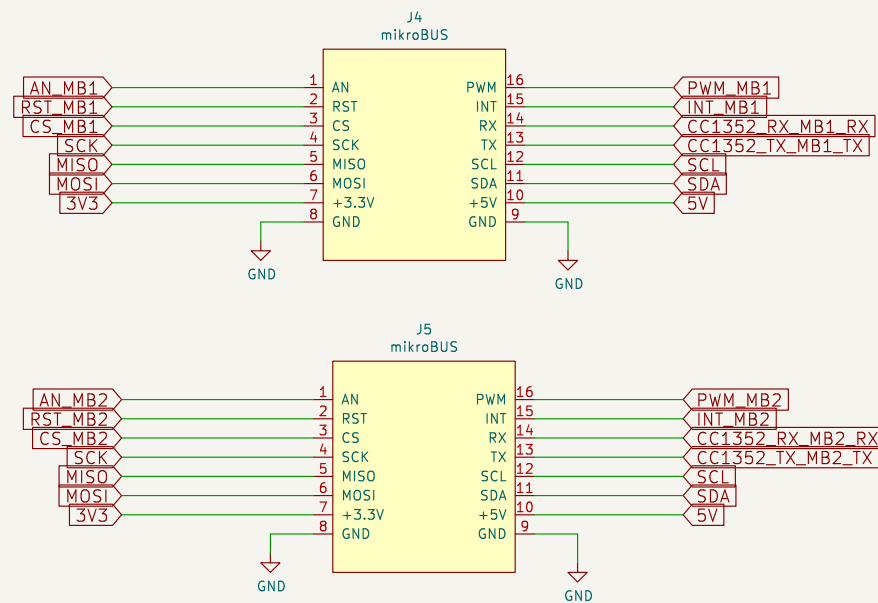 J4
mikroBUS
AN_MB1 1 AN PWM 16 PWM_MB1
RST_MB1 2 RST INT 15 INT_MB1
CS_MB1 3 CS RX 14 CC1352_RX_MB1_RX
SCK 4 SCK TX 13 CC1352_TX_MB1_TX
MISO 5 MISO SCL 12 SCL
MOSI 6 MOSI SDA 11 SDA
3V3 7 +3.3V +5V 10 5V
8 GND GND 9
GND GND
J5
mikroBUS
AN_MB2 1 AN PWM 16 PWM_MB2
RST_MB2 2 RST INT 15 INT_MB2
CS_MB2 3 CS RX 14 CC1352_RX_MB2_RX
SCK 4 SCK TX 13 CC1352_TX_MB2_TX
MISO 5 MISO SCL 12 SCL
MOSI 6 MOSI SDA 11 SDA
3V3 7 +3.3V +5V 10 5V
8 GND GND 9
GND GND